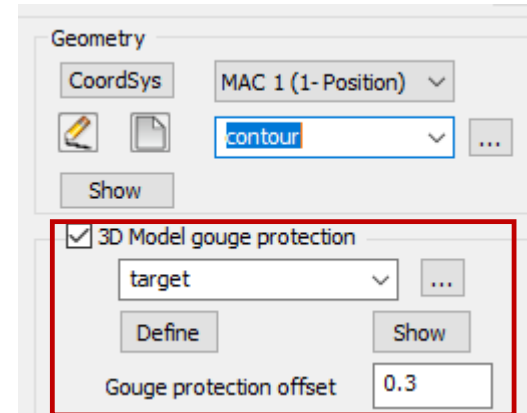 Geometry
CoordSys MAC 1 (1- Position)
contour ...
Show
3D Model gouge protection
target ...
Define Show
Gouge protection offset 0.3